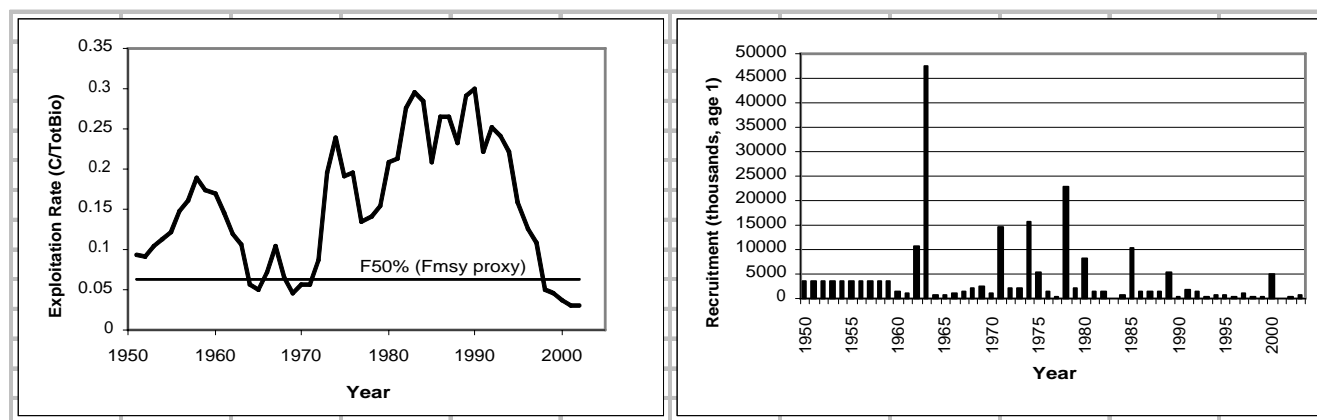 Exploitation Rate (C/TotBio)
0.35
0.3
0.25
0.2
0.15
0.1
0.05
0
F50% (Fmsy proxy)
1950 1960 1970 1980 1990 2000
Year
Recruitment (thousands, age 1)
50000
45000
40000
35000
30000
25000
20000
15000
10000
5000
0
1950 1955 1960 1965 1970 1975 1980 1985 1990 1995 2000
Year